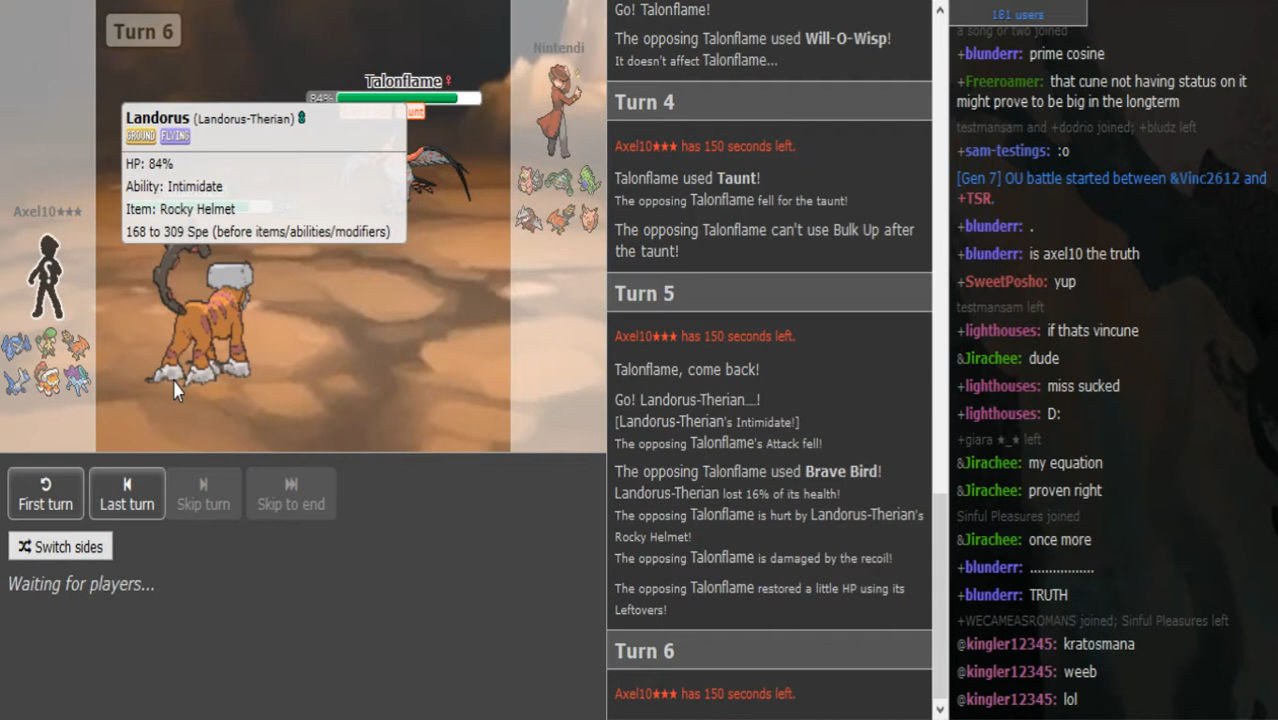 Turn 6
Nintendi
Talonflame ♀
84%
Landorus (Landorus-Therian) ♂
GROUND FLYING
HP: 84%
Ability: Intimidate
Item: Rocky Helmet
168 to 309 Spe (before items/abilities/modifiers)
Axel10★★★
First turn
Last turn
Skip turn
Skip to end
Switch sides
Waiting for players...
Go! Talonflame!
The opposing Talonflame used Will-O-Wisp!
It doesn't affect Talonflame...
Turn 4
Axel10★★★ has 150 seconds left.
Talonflame used Taunt!
The opposing Talonflame fell for the taunt!
The opposing Talonflame can't use Bulk Up after
the taunt!
Turn 5
Axel10★★★ has 150 seconds left.
Talonflame, come back!
Go! Landorus-Therian__!
[Landorus-Therian's Intimidate!]
The opposing Talonflame's Attack fell!
The opposing Talonflame used Brave Bird!
Landorus-Therian lost 16% of its health!
The opposing Talonflame is hurt by Landorus-Therian's
Rocky Helmet!
The opposing Talonflame is damaged by the recoil!
The opposing Talonflame restored a little HP using its
Leftovers!
Turn 6
Axel10★★★ has 150 seconds left.
181 users
a song or two joined
+blunderr: prime cosine
+Freeroamer: that cune not having status on it
might prove to be big in the longterm
testmansam and +dodrio joined; +bludz left
+sam-testings: :o
[Gen 7] OU battle started between &Vinc2612 and
+TSR.
+blunderr: .
+blunderr: is axel10 the truth
+SweetPosho: yup
testmansam left
+lighthouses: if thats vincune
&Jirachee: dude
+lighthouses: miss sucked
+lighthouses: D:
+giara ★_★ left
&Jirachee: my equation
&Jirachee: proven right
Sinful Pleasures joined
&Jirachee: once more
+blunderr: .................
+blunderr: TRUTH
+WECAMEASROMANS joined; Sinful Pleasures left
@kingler12345: kratosmana
@kingler12345: weeb
@kingler12345: lol